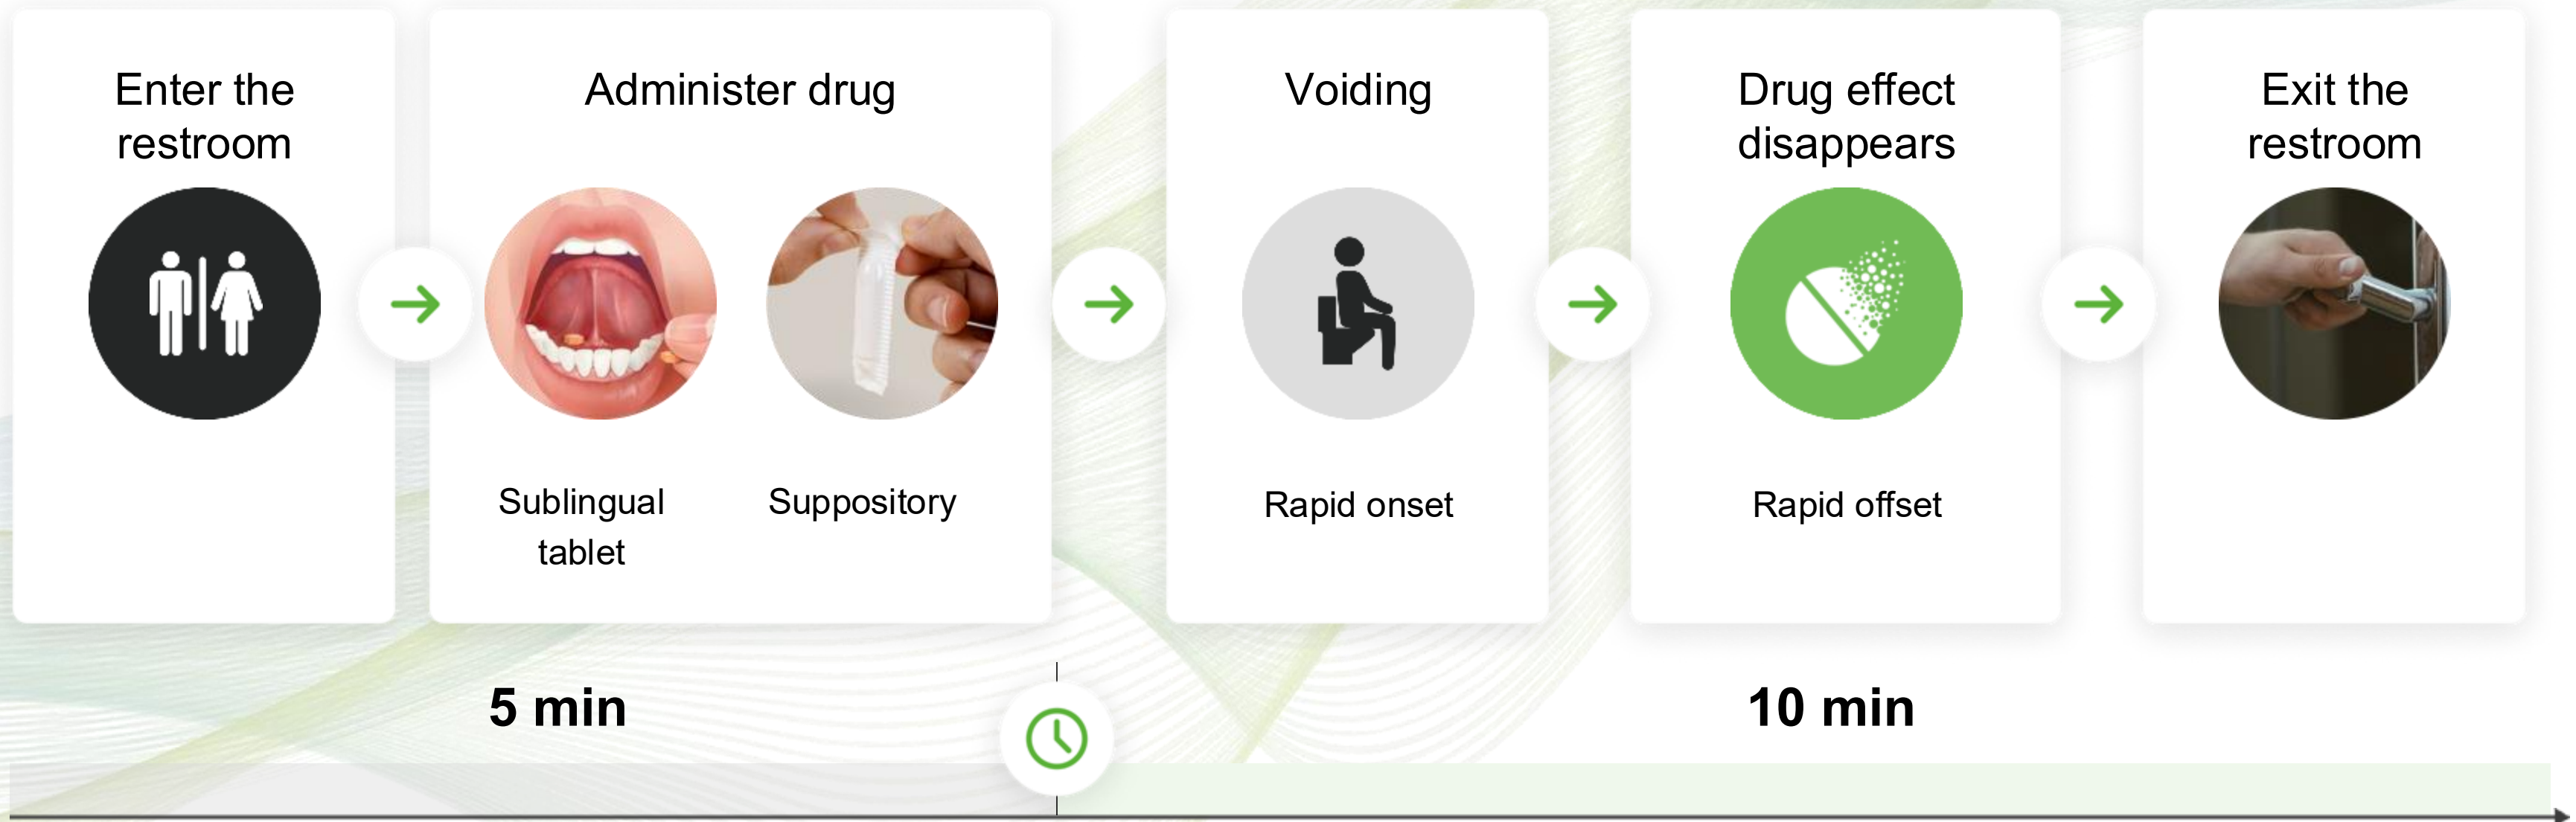 Enter the
restroom
Administer drug
Sublingual
tablet
Suppository
Voiding
Rapid onset
Drug effect
disappears
Rapid offset
Exit the
restroom
5 min
10 min